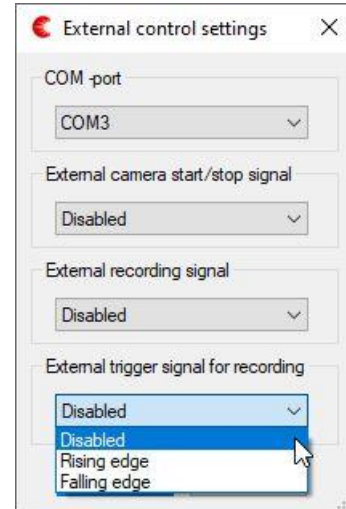 External control settings
COM -port
COM3
External camera start/stop signal
Disabled
External recording signal
Disabled
External trigger signal for recording
Disabled
Disabled
Rising edge
Falling edge